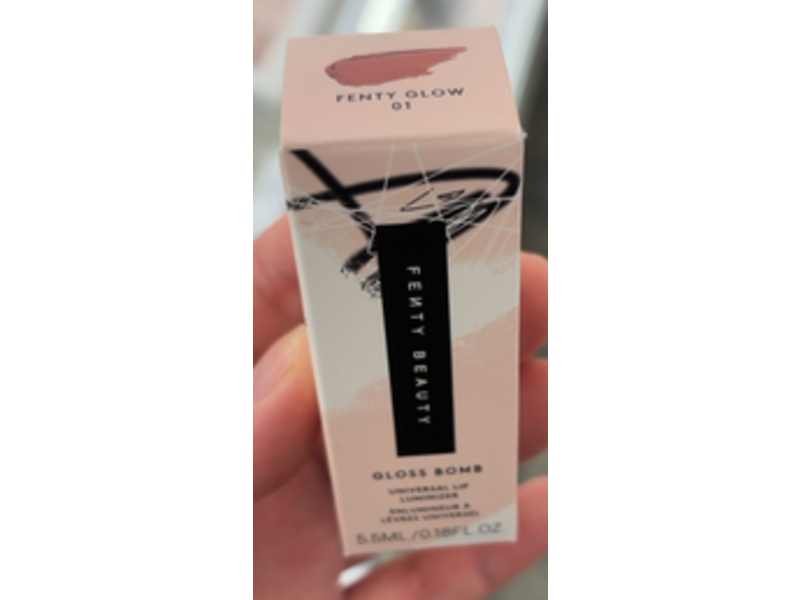 FENTY GLOW
01
FENTY BEAUTY
GLOSS BOMB
UNIVERSAL LIP
LUMINIZER
ENLUMINEUR À
LÈVRES UNIVERSEL
5.5ML/0.18FL.OZ.